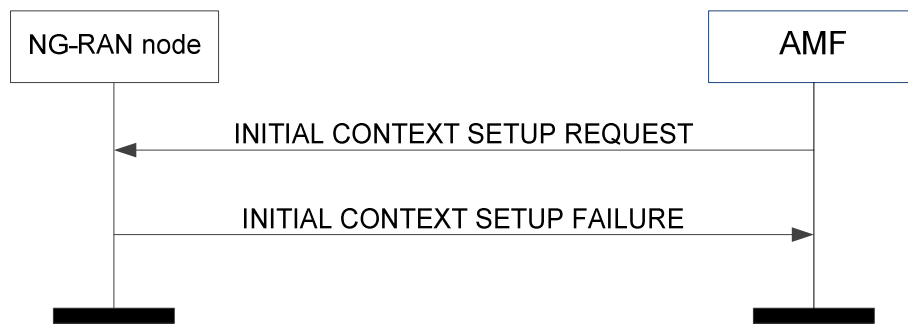 NG-RAN node
AMF
INITIAL CONTEXT SETUP REQUEST
INITIAL CONTEXT SETUP FAILURE